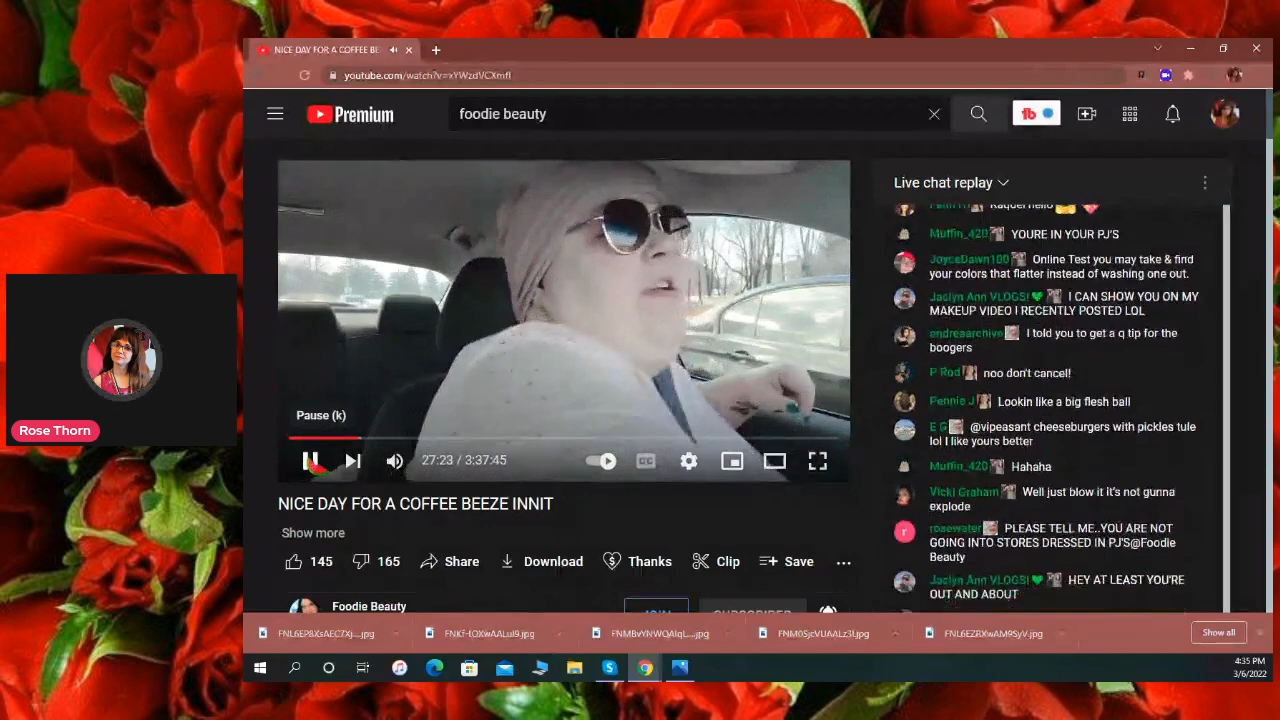 NICE DAY FOR A COFFEE BE
youtube.com/watch?v=xYWzdVCXmfI
Premium
foodie beauty
Live chat replay
Raquel hello
Muffin_420 YOURE IN YOUR PJ'S
JoyceDawn100 Online Test you may take & find
your colors that flatter instead of washing one out.
Jaclyn Ann VLOGS! I CAN SHOW YOU ON MY
MAKEUP VIDEO I RECENTLY POSTED LOL
endreaarchive I told you to get a q tip for the
boogers
P Rod noo don't cancel!
Pennie J Lookin like a big flesh ball
E G @vipeasant cheeseburgers with pickles tule
lol I like yours better
Muffin_420 Hahaha
Vicki Graham Well just blow it it's not gunna
explode
rosewater PLEASE TELL ME..YOU ARE NOT
GOING INTO STORES DRESSED IN PJ'S@Foodie
Beauty
Jaclyn Ann VLOGS! HEY AT LEAST YOU'RE
OUT AND ABOUT
Pause (k)
27:23 / 3:37:45
CC
NICE DAY FOR A COFFEE BEEZE INNIT
Show more
145 165 Share Download Thanks Clip Save
Foodie Beauty
JOIN SUBSCRIBED
Show all
4:35 PM
3/6/2022
Rose Thorn